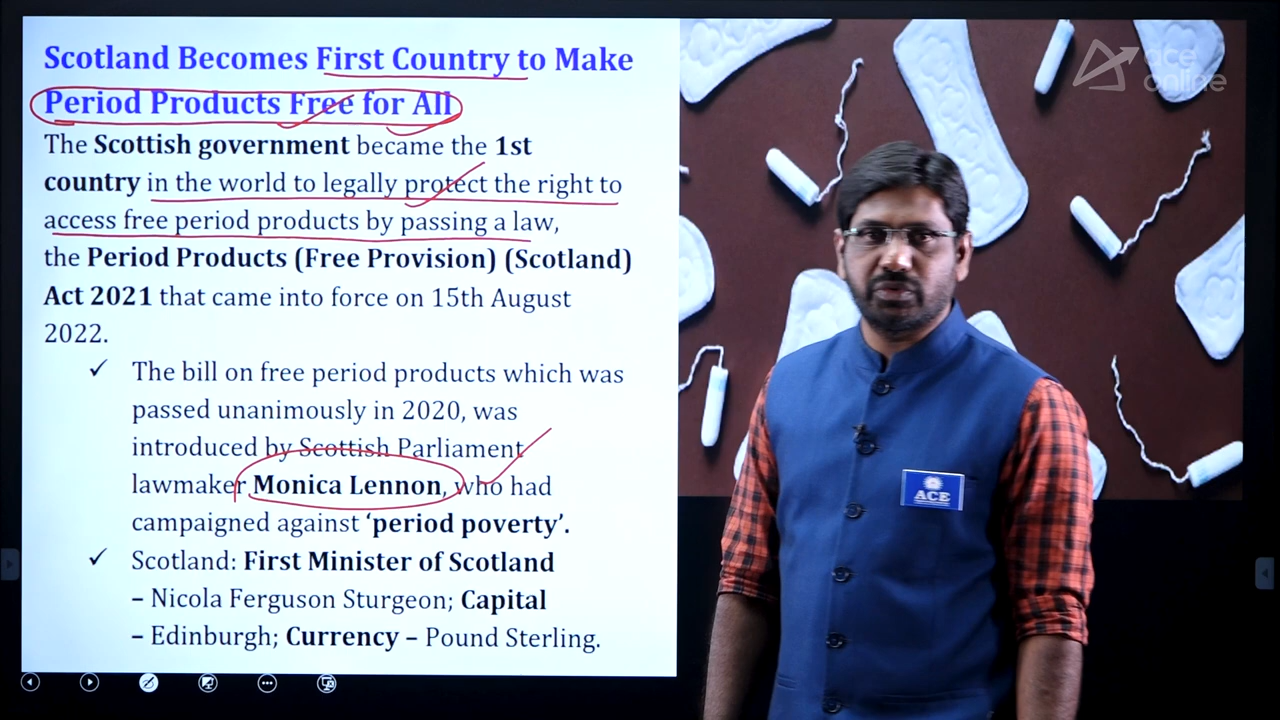 Scotland Becomes First Country to Make
Period Products Free for All
The Scottish government became the 1st
country in the world to legally protect the right to
access free period products by passing a law,
the Period Products (Free Provision) (Scotland)
Act 2021 that came into force on 15th August
2022.
✓ The bill on free period products which was
passed unanimously in 2020, was
introduced by Scottish Parliament
lawmaker Monica Lennon, who had
campaigned against ‘period poverty’.
✓ Scotland: First Minister of Scotland
– Nicola Ferguson Sturgeon; Capital
– Edinburgh; Currency – Pound Sterling.
ace
online
ACE